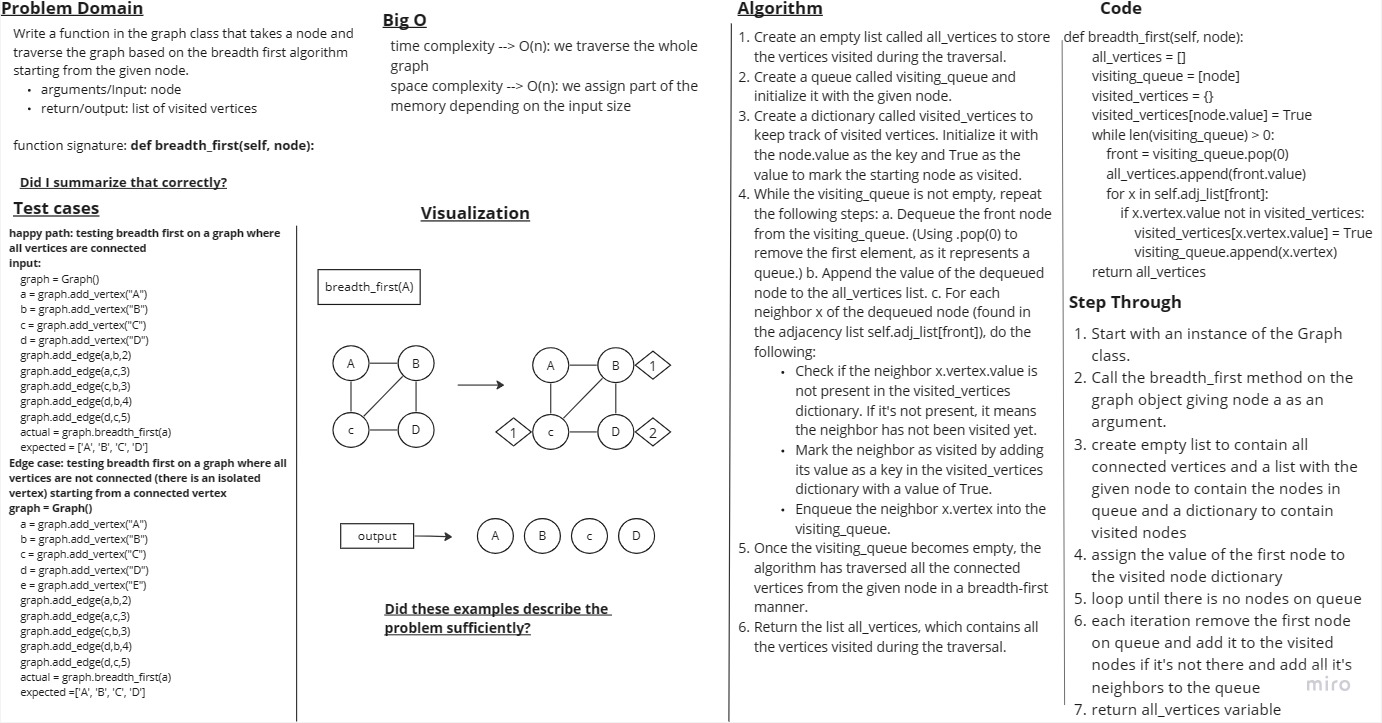 Problem Domain
Write a function in the graph class that takes a node and
traverse the graph based on the breadth first algorithm
starting from the given node.
• arguments/Input: node
• return/output: list of visited vertices
function signature: def breadth_first(self, node):
Did I summarize that correctly?
Big O
time complexity --> O(n): we traverse the whole
graph
space complexity --> O(n): we assign part of the
memory depending on the input size
Test cases
happy path: testing breadth first on a graph where
all vertices are connected
input:
graph = Graph()
a = graph.add_vertex("A")
b = graph.add_vertex("B")
c = graph.add_vertex("C")
d = graph.add_vertex("D")
graph.add_edge(a,b,2)
graph.add_edge(a,c,3)
graph.add_edge(c,b,3)
graph.add_edge(d,b,4)
graph.add_edge(d,c,5)
actual = graph.breadth_first(a)
expected = ['A', 'B', 'C', 'D']
Edge case: testing breadth first on a graph where all
vertices are not connected (there is an isolated
vertex) starting from a connected vertex
graph = Graph()
a = graph.add_vertex("A")
b = graph.add_vertex("B")
c = graph.add_vertex("C")
d = graph.add_vertex("D")
e = graph.add_vertex("E")
graph.add_edge(a,b,2)
graph.add_edge(a,c,3)
graph.add_edge(c,b,3)
graph.add_edge(d,b,4)
graph.add_edge(d,c,5)
actual = graph.breadth_first(a)
expected =['A', 'B', 'C', 'D']
Visualization
breadth_first(A)
A B
c D
A B 1
1 c D 2
output A B c D
Did these examples describe the
problem sufficiently?
Algorithm
1. Create an empty list called all_vertices to store
the vertices visited during the traversal.
2. Create a queue called visiting_queue and
initialize it with the given node.
3. Create a dictionary called visited_vertices to
keep track of visited vertices. Initialize it with
the node.value as the key and True as the
value to mark the starting node as visited.
4. While the visiting_queue is not empty, repeat
the following steps: a. Dequeue the front node
from the visiting_queue. (Using .pop(0) to
remove the first element, as it represents a
queue.) b. Append the value of the dequeued
node to the all_vertices list. c. For each
neighbor x of the dequeued node (found in
the adjacency list self.adj_list[front]), do the
following:
• Check if the neighbor x.vertex.value is
not present in the visited_vertices
dictionary. If it's not present, it means
the neighbor has not been visited yet.
• Mark the neighbor as visited by adding
its value as a key in the visited_vertices
dictionary with a value of True.
• Enqueue the neighbor x.vertex into the
visiting_queue.
5. Once the visiting_queue becomes empty, the
algorithm has traversed all the connected
vertices from the given node in a breadth-first
manner.
6. Return the list all_vertices, which contains all
the vertices visited during the traversal.
Code
def breadth_first(self, node):
all_vertices = []
visiting_queue = [node]
visited_vertices = {}
visited_vertices[node.value] = True
while len(visiting_queue) > 0:
front = visiting_queue.pop(0)
all_vertices.append(front.value)
for x in self.adj_list[front]:
if x.vertex.value not in visited_vertices:
visited_vertices[x.vertex.value] = True
visiting_queue.append(x.vertex)
return all_vertices
Step Through
1. Start with an instance of the Graph
class.
2. Call the breadth_first method on the
graph object giving node a as an
argument.
3. create empty list to contain all
connected vertices and a list with the
given node to contain the nodes in
queue and a dictionary to contain
visited nodes
4. assign the value of the first node to
the visited node dictionary
5. loop until there is no nodes on queue
6. each iteration remove the first node
on queue and add it to the visited
nodes if it's not there and add all it's
neighbors to the queue
7. return all_vertices variable
miro